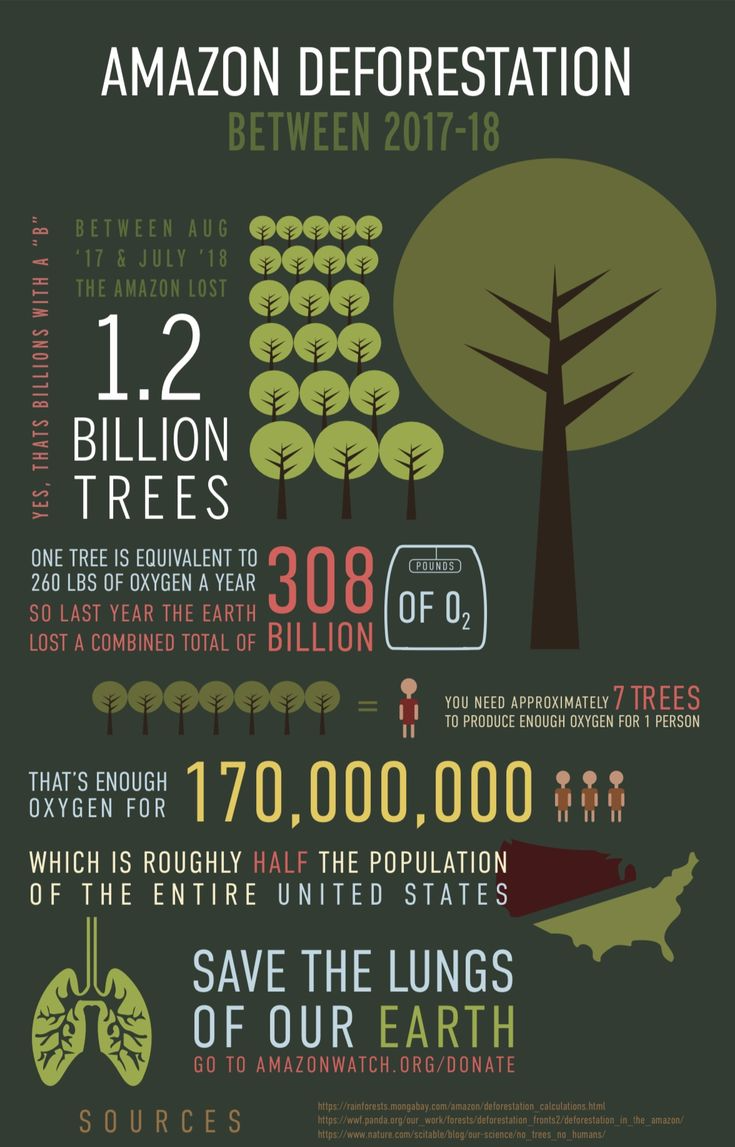 AMAZON DEFORESTATION
BETWEEN 2017-18
YES, THATS BILLIONS WITH A "B"
BETWEEN AUG
'17 & JULY '18
THE AMAZON LOST
1.2
BILLION
TREES
ONE TREE IS EQUIVALENT TO
260 LBS OF OXYGEN A YEAR
SO LAST YEAR THE EARTH
LOST A COMBINED TOTAL OF
308
BILLION
POUNDS
OF O₂
YOU NEED APPROXIMATELY 7 TREES
TO PRODUCE ENOUGH OXYGEN FOR 1 PERSON
=
THAT'S ENOUGH
OXYGEN FOR
170,000,000
WHICH IS ROUGHLY HALF THE POPULATION
OF THE ENTIRE UNITED STATES
SAVE THE LUNGS
OF OUR EARTH
GO TO AMAZONWATCH.ORG/DONATE
SOURCES
https://rainforests.mongabay.com/amazon/deforestation_calculations.html
https://wwf.panda.org/our_work/forests/deforestation_fronts2/deforestation_in_the_amazon/
https://www.nature.com/scitable/blog/our-science/no_trees_no_humans/